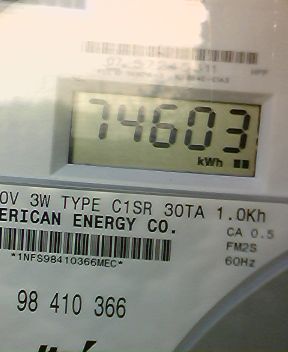 74603
kWh
0V 3W TYPE C1SR 30TA 1.0Kh
ERICAN ENERGY CO.
CA 0.5
FM2S
*1NFS98410366MEC*
60Hz
98 410 366